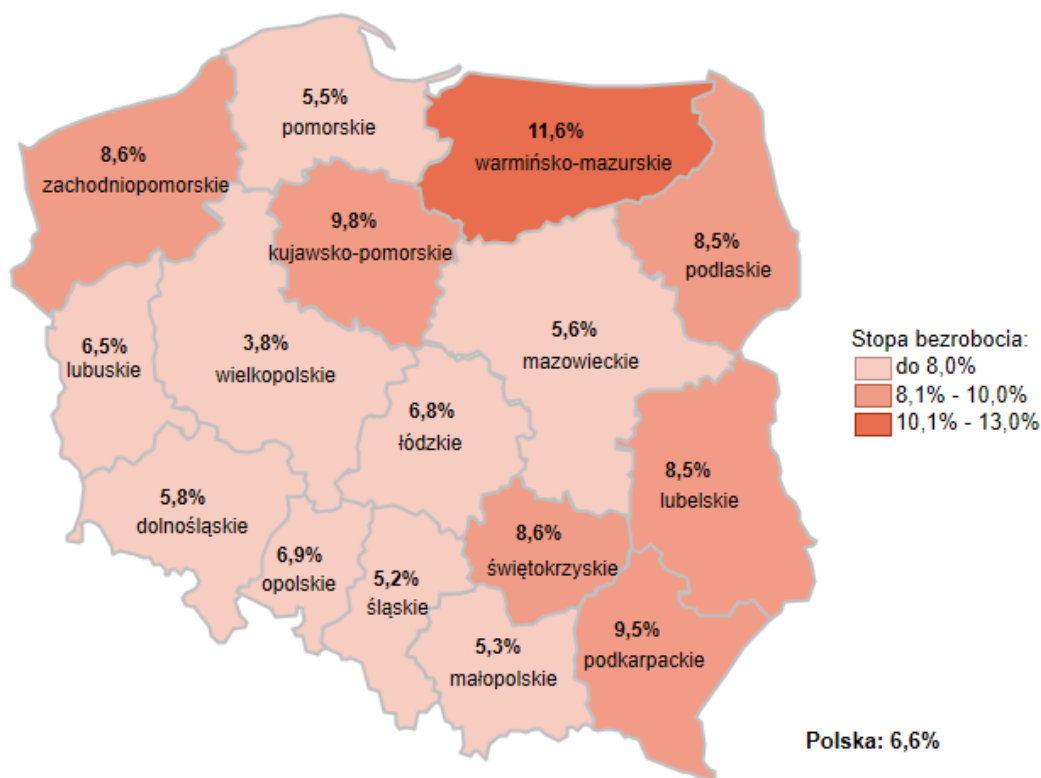 5,5%
pomorskie
11,6%
warmińsko-mazurskie
8,6%
zachodniopomorskie
9,8%
kujawsko-pomorskie
8,5%
podlaskie
6,5%
lubuskie
3,8%
wielkopolskie
5,6%
mazowieckie
6,8%
łódzkie
8,5%
lubelskie
5,8%
dolnośląskie
6,9%
opolskie
5,2%
śląskie
8,6%
świętokrzyskie
5,3%
małopolskie
9,5%
podkarpackie
Stopa bezrobocia:
do 8,0%
8,1% - 10,0%
10,1% - 13,0%
Polska: 6,6%